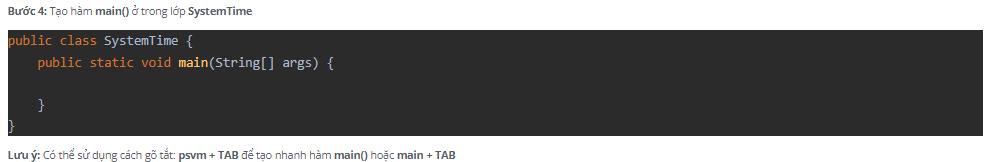 Bước 4: Tạo hàm main() ở trong lớp SystemTime
public class SystemTime {
    public static void main(String[] args) {
    }
}
Lưu ý: Có thể sử dụng cách gõ tắt: psvm + TAB để tạo nhanh hàm main() hoặc main + TAB